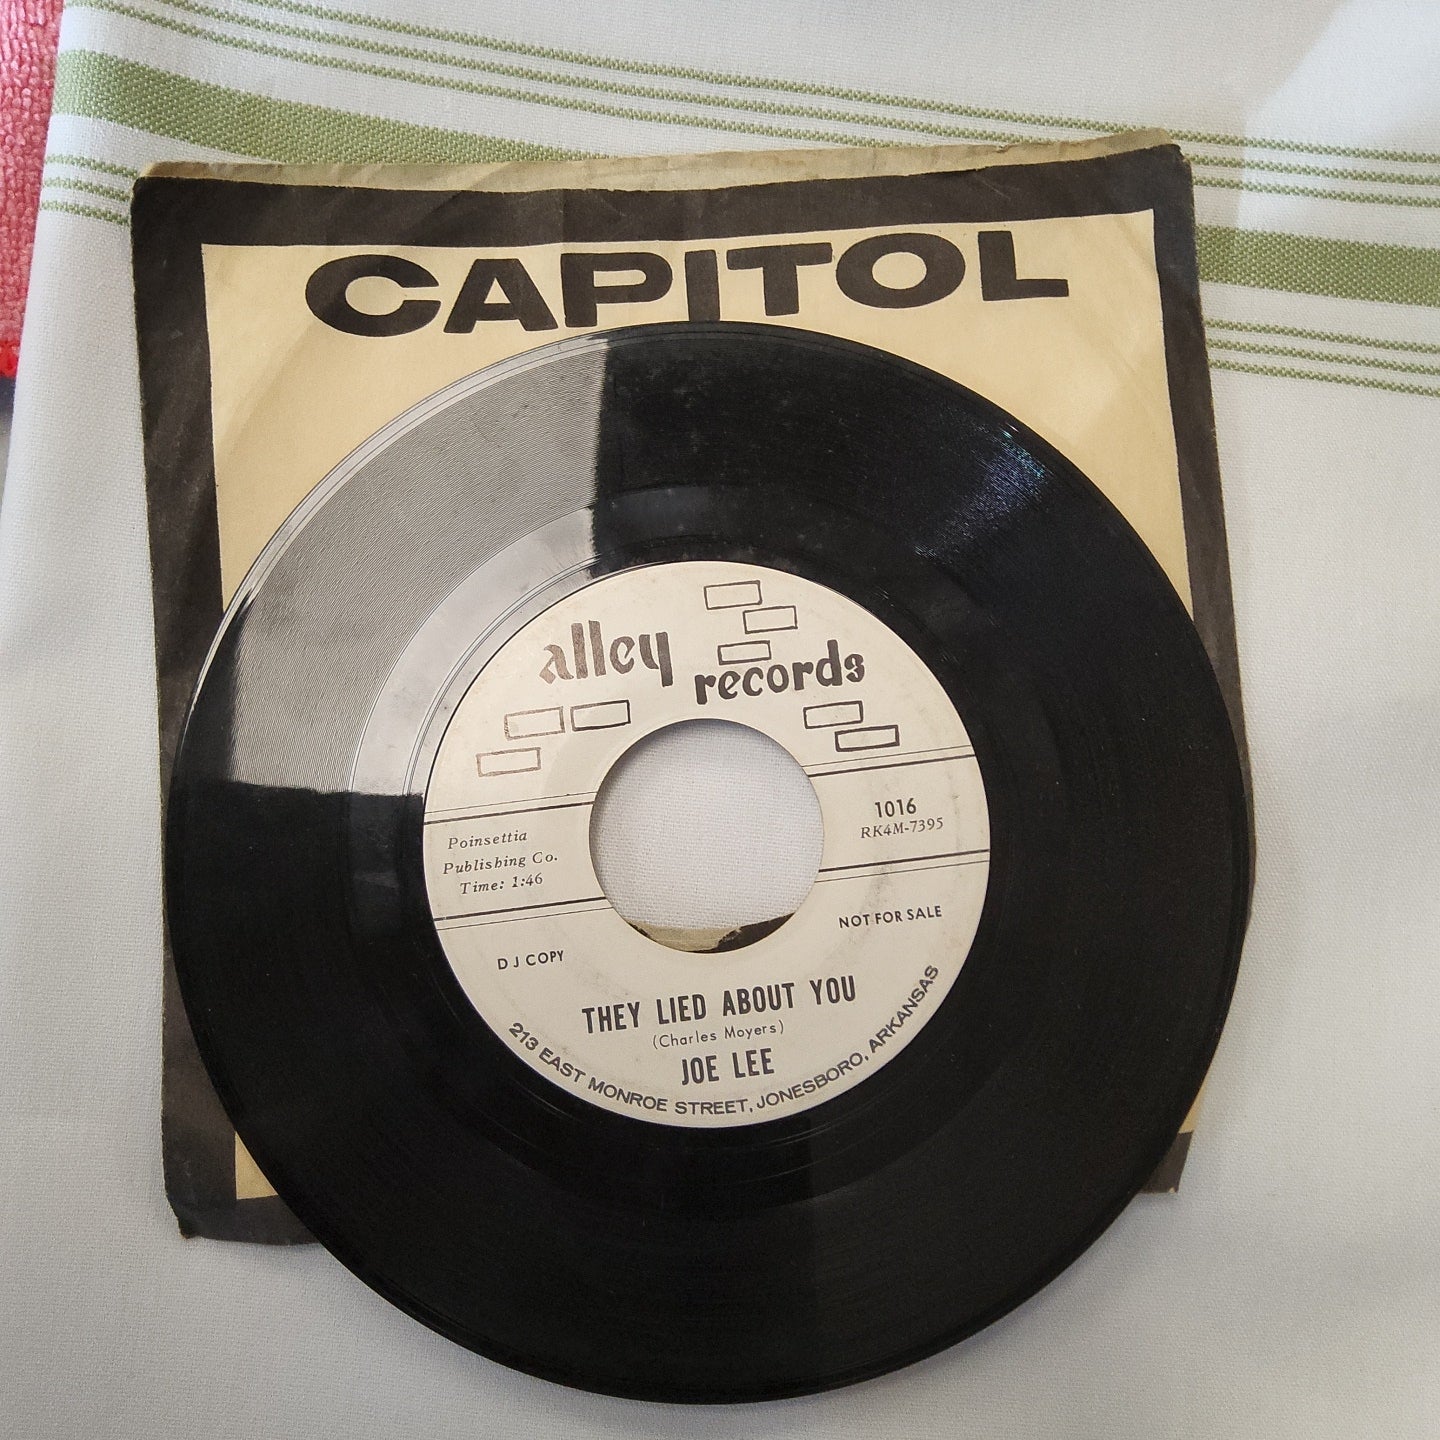 CAPITOL
alley records
1016
RK4M-7395
Poinsettia
Publishing Co.
Time: 1:46
NOT FOR SALE
D J COPY
THEY LIED ABOUT YOU
(Charles Moyers)
JOE LEE
213 EAST MONROE STREET, JONESBORO, ARKANSAS